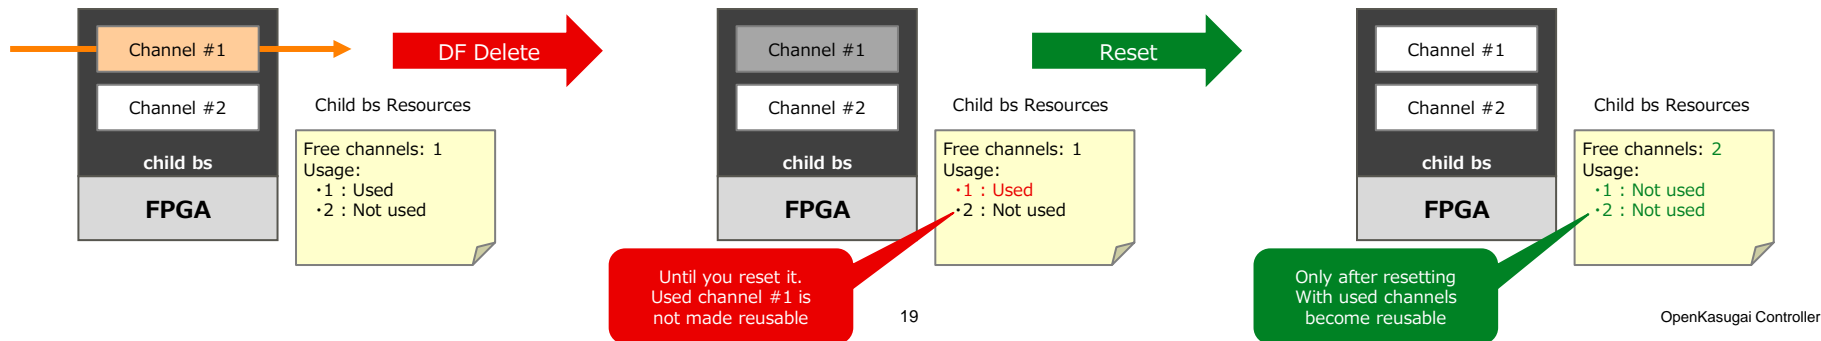 Channel #1
Channel #2
child bs
FPGA
Child bs Resources
Free channels: 1
Usage:
・1 : Used
・2 : Not used
DF Delete
Channel #1
Channel #2
child bs
FPGA
Child bs Resources
Free channels: 1
Usage:
・1 : Used
・2 : Not used
Until you reset it.
Used channel #1 is
not made reusable
Reset
Channel #1
Channel #2
child bs
FPGA
Child bs Resources
Free channels: 2
Usage:
・1 : Not used
・2 : Not used
Only after resetting
With used channels
become reusable
19
OpenKasugai Controller